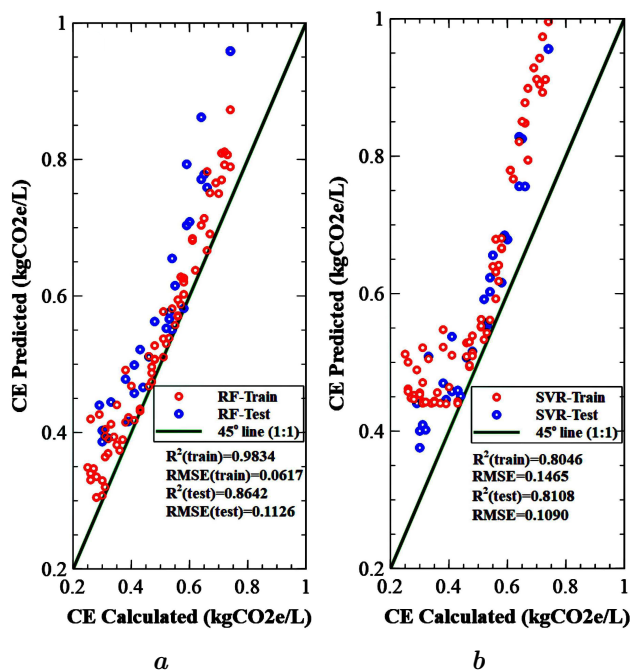 1
0.8
0.6
0.4
0.2
CE Predicted (kgCO2e/L)
RF-Train
RF-Test
45° line (1:1)
R²(train)=0.9834
RMSE(train)=0.0617
R²(test)=0.8642
RMSE(test)=0.1126
0.2 0.4 0.6 0.8 1
CE Calculated (kgCO2e/L)
a
1
0.8
0.6
0.4
0.2
CE Predicted (kgCO2e/L)
SVR-Train
SVR-Test
45° line (1:1)
R²(train)=0.8046
RMSE=0.1465
R²(test)=0.8108
RMSE=0.1090
0.2 0.4 0.6 0.8 1
CE Calculated (kgCO2e/L)
b